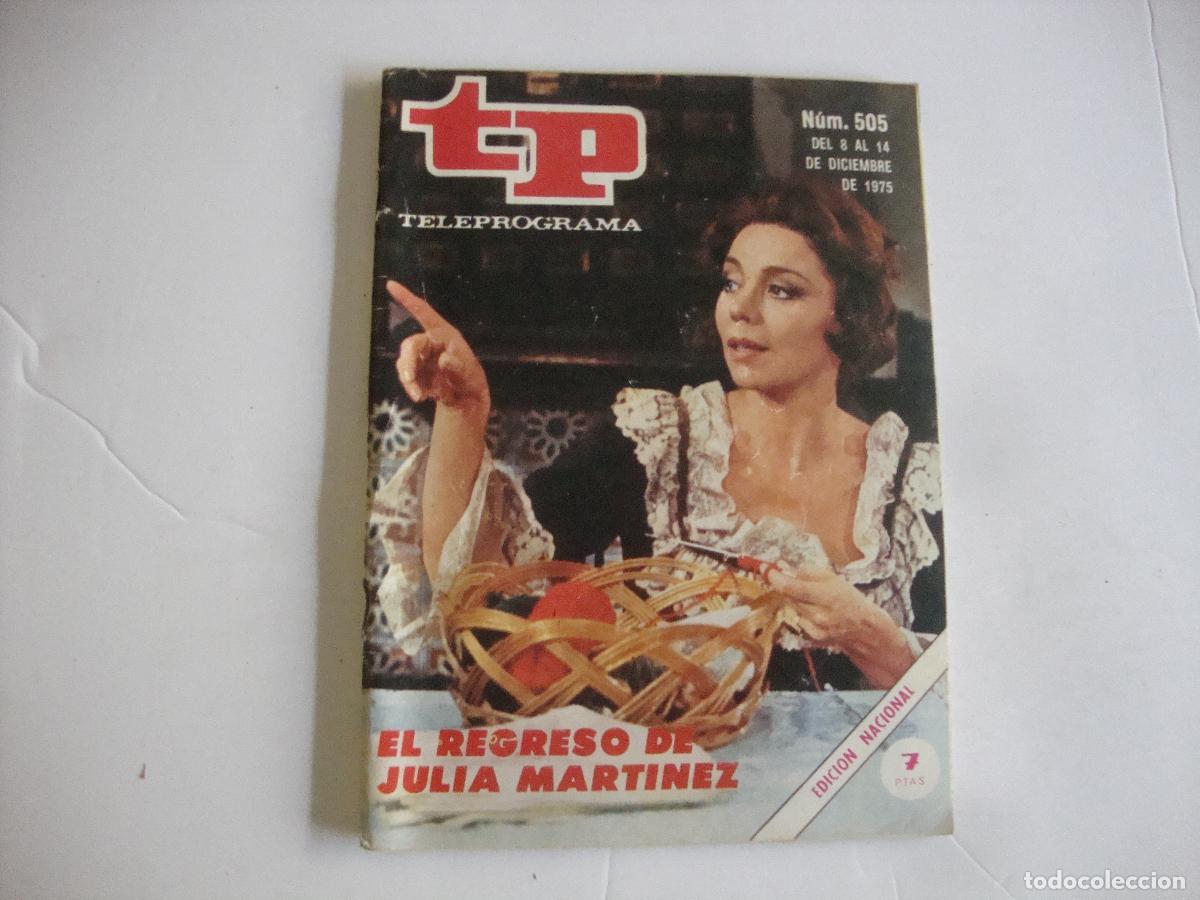 tp
TELEPROGRAMA
Núm. 505
DEL 8 AL 14
DE DICIEMBRE
DE 1975
EL REGRESO DE
JULIA MARTINEZ
EDICION NACIONAL
7
PTAS
todocoleccion